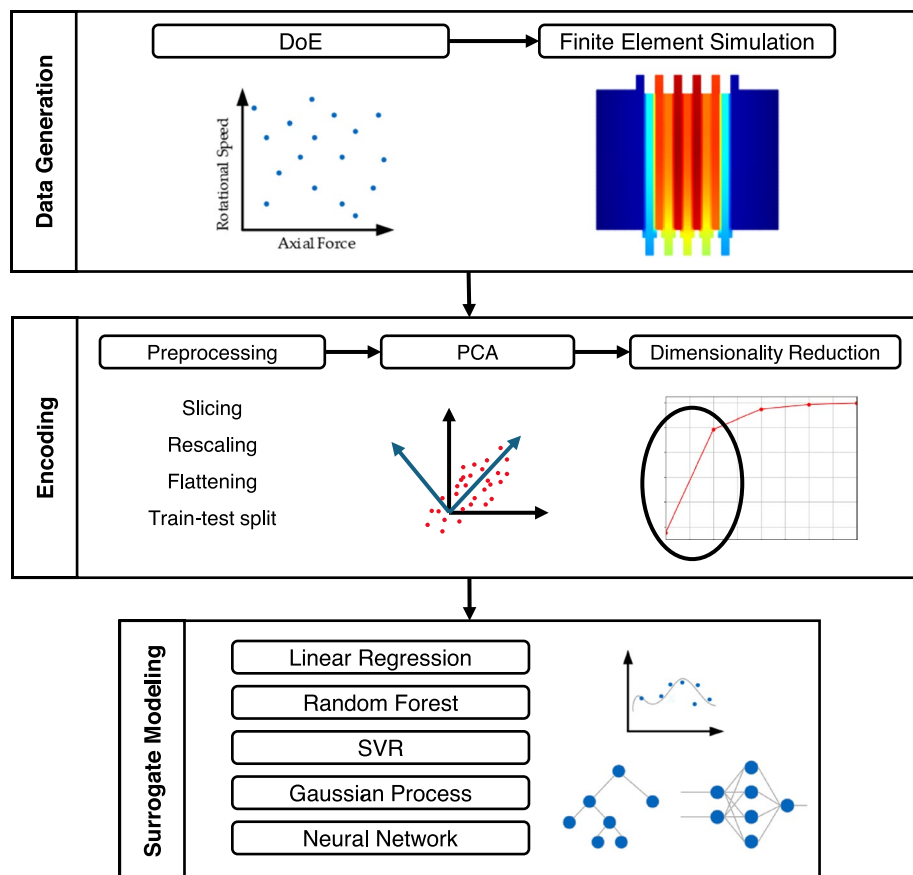 Data Generation
DoE
Finite Element Simulation
Rotational Speed
Axial Force
Encoding
Preprocessing
PCA
Dimensionality Reduction
Slicing
Rescaling
Flattening
Train-test split
Surrogate Modeling
Linear Regression
Random Forest
SVR
Gaussian Process
Neural Network